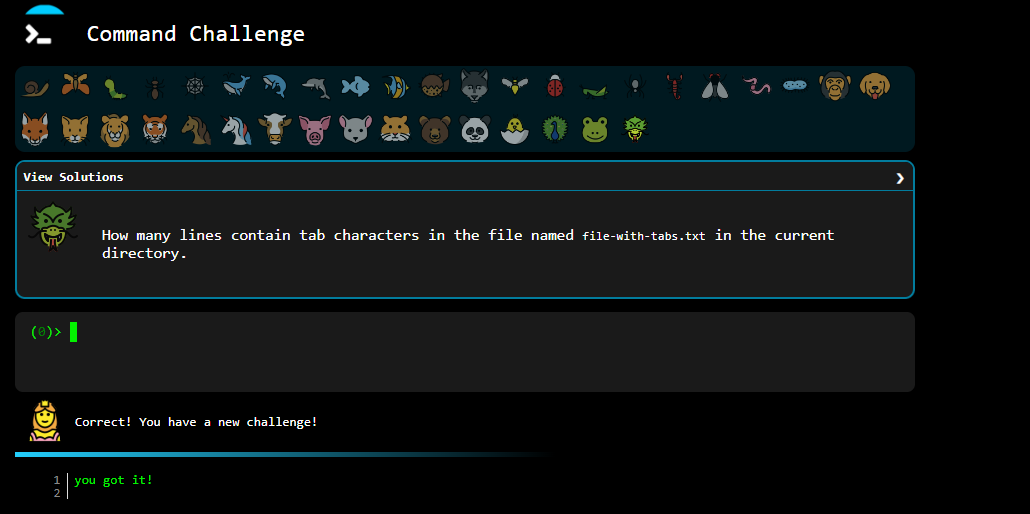 Command Challenge
View Solutions
How many lines contain tab characters in the file named file-with-tabs.txt in the current
directory.
(0)>
Correct! You have a new challenge!
1 you got it!
2